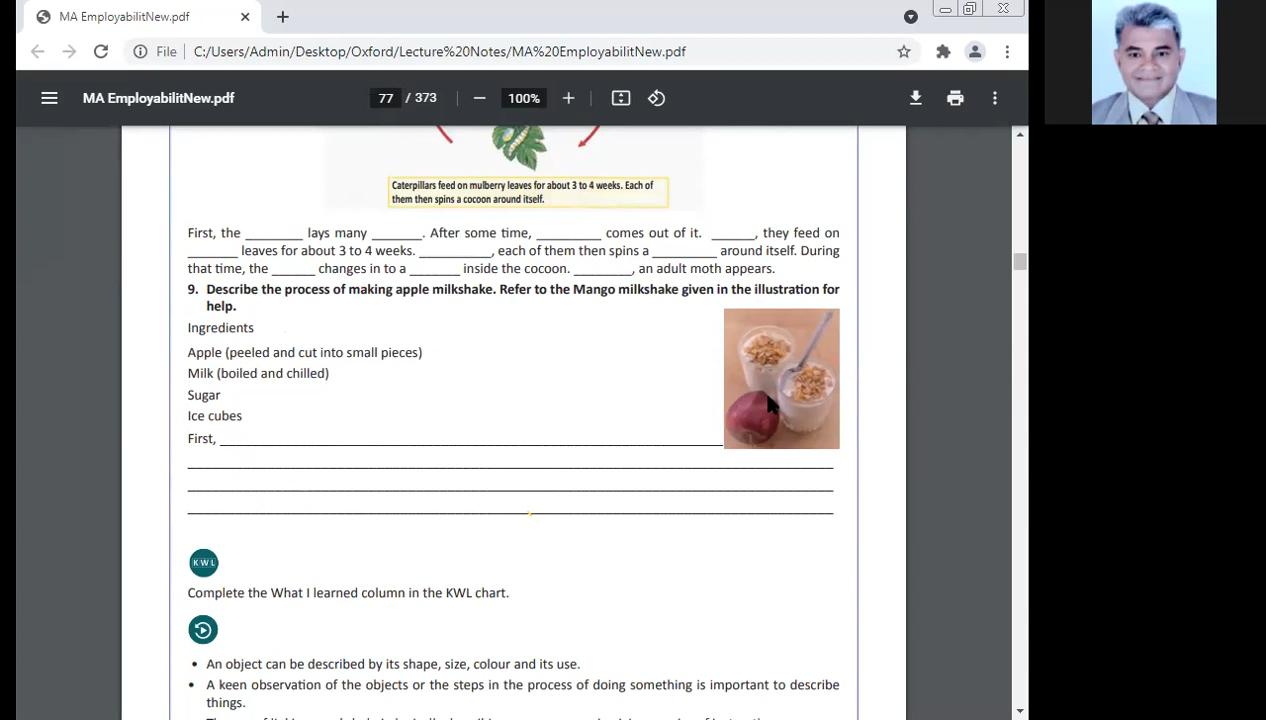 MA EmployabilitNew.pdf
File C:/Users/Admin/Desktop/Oxford/Lecture%20Notes/MA%20EmployabilitNew.pdf
MA EmployabilitNew.pdf 77 / 373 100%
Caterpillars feed on mulberry leaves for about 3 to 4 weeks. Each of
them then spins a cocoon around itself.
First, the ________ lays many _______. After some time, _________ comes out of it. ______, they feed on
_______ leaves for about 3 to 4 weeks. __________, each of them then spins a _________ around itself. During
that time, the ______ changes in to a ______ inside the cocoon. ________, an adult moth appears.
9. Describe the process of making apple milkshake. Refer to the Mango milkshake given in the illustration for
help.
Ingredients
Apple (peeled and cut into small pieces)
Milk (boiled and chilled)
Sugar
Ice cubes
First, ________
KWL
Complete the What I learned column in the KWL chart.
• An object can be described by its shape, size, colour and its use.
• A keen observation of the objects or the steps in the process of doing something is important to describe
things.